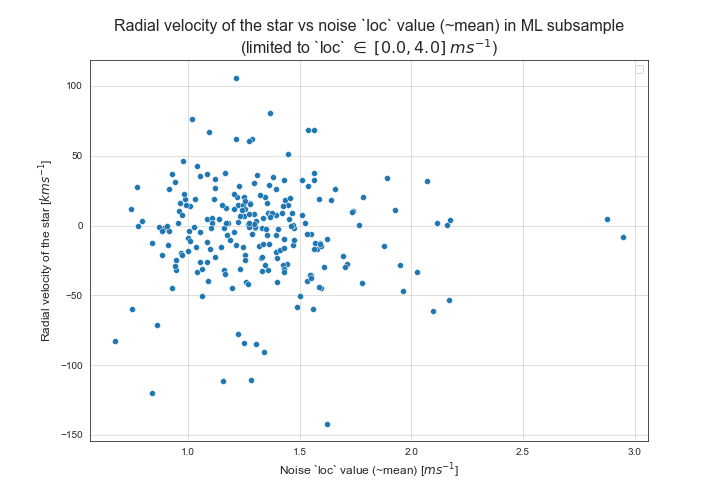 Radial velocity of the star vs noise `loc` value (~mean) in ML subsample
(limited to `loc` ∈ [0.0, 4.0] ms⁻¹)
Radial velocity of the star [kms⁻¹]
100
50
0
−50
−100
−150
1.0 1.5 2.0 2.5 3.0
Noise `loc` value (~mean) [ms⁻¹]